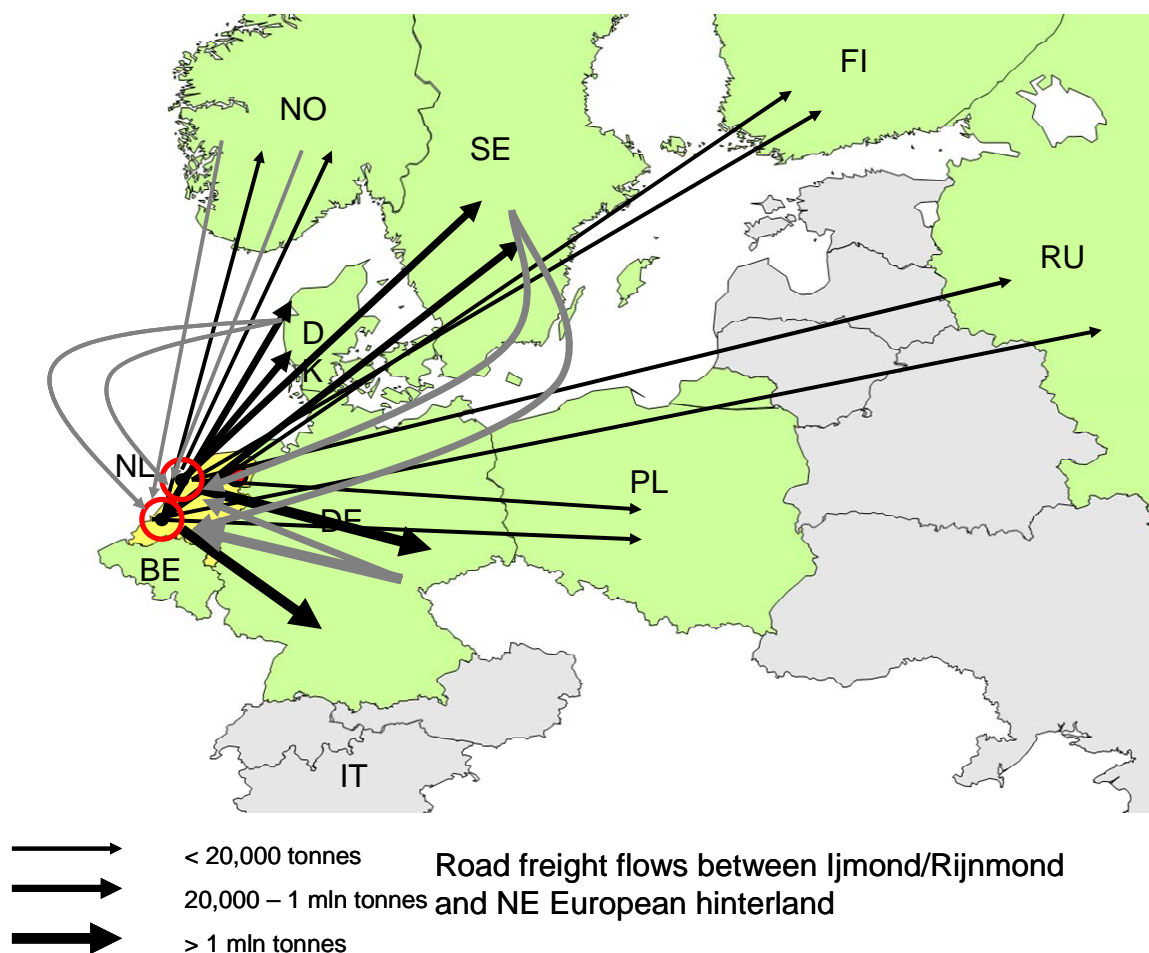 FI
NO
SE
RU
D
K
NL
PL
DE
BE
IT
< 20,000 tonnes
20,000 – 1 mln tonnes
> 1 mln tonnes
Road freight flows between Ijmond/Rijnmond
and NE European hinterland